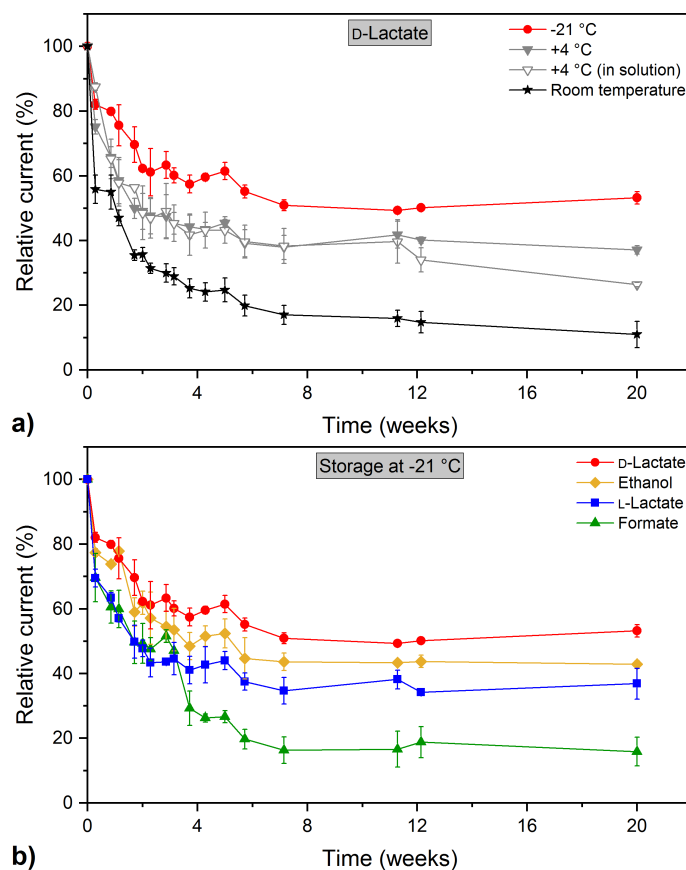 D-Lactate
-21 °C
+4 °C
+4 °C (in solution)
Room temperature
Relative current (%)
100
80
60
40
20
0
0 4 8 12 16 20
Time (weeks)
a)
Storage at -21 °C
D-Lactate
Ethanol
L-Lactate
Formate
Relative current (%)
100
80
60
40
20
0
0 4 8 12 16 20
Time (weeks)
b)